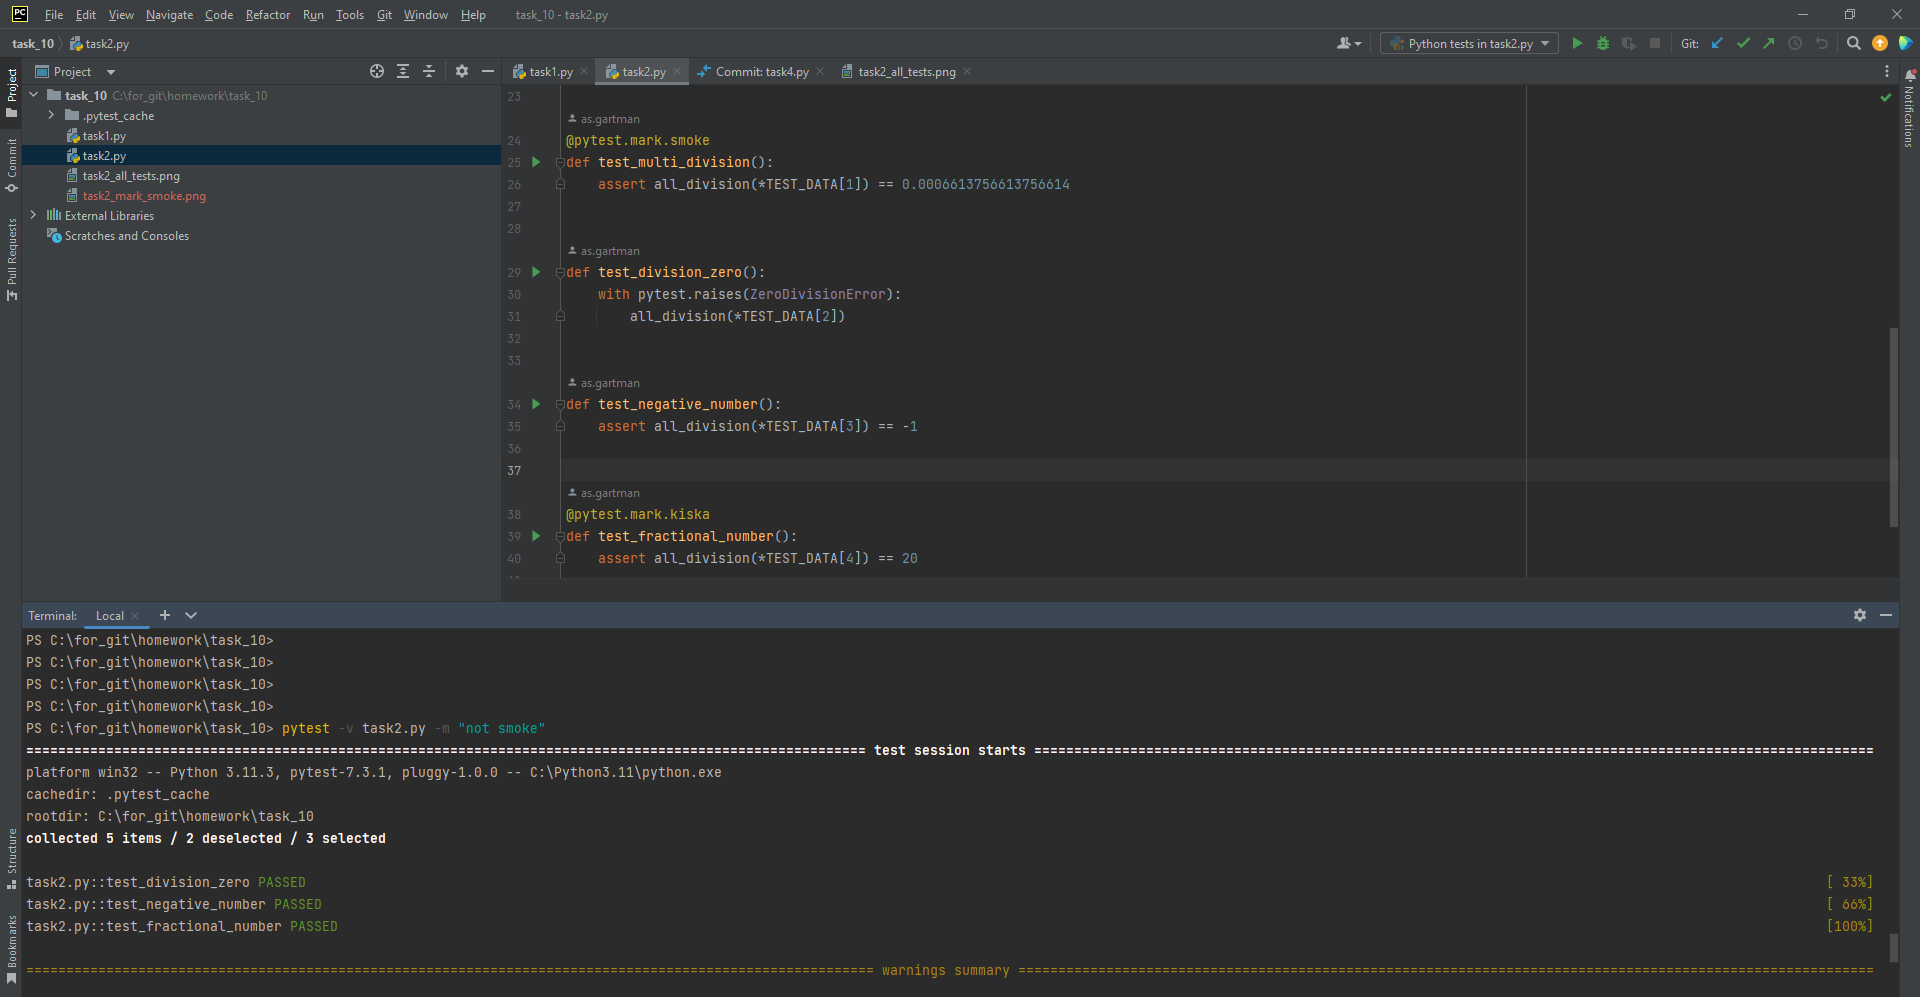 PC File Edit View Navigate Code Refactor Run Tools Git Window Help task_10 - task2.py
task_10 task2.py Python tests in task2.py Git:
Project
task1.py task2.py Commit: task4.py task2_all_tests.png
task_10 C:\for_git\homework\task_10
.pytest_cache
task1.py
task2.py
task2_all_tests.png
task2_mark_smoke.png
External Libraries
Scratches and Consoles
Project
Commit
Pull Requests
Structure
Bookmarks
Notifications
23
as.gartman
24 @pytest.mark.smoke
25 def test_multi_division():
26 assert all_division(*TEST_DATA[1]) == 0.0006613756613756614
27
28
as.gartman
29 def test_division_zero():
30 with pytest.raises(ZeroDivisionError):
31 all_division(*TEST_DATA[2])
32
33
as.gartman
34 def test_negative_number():
35 assert all_division(*TEST_DATA[3]) == -1
36
37
as.gartman
38 @pytest.mark.kiska
39 def test_fractional_number():
40 assert all_division(*TEST_DATA[4]) == 20
Terminal: Local
PS C:\for_git\homework\task_10>
PS C:\for_git\homework\task_10>
PS C:\for_git\homework\task_10>
PS C:\for_git\homework\task_10>
PS C:\for_git\homework\task_10> pytest -v task2.py -m "not smoke"
test session starts
platform win32 -- Python 3.11.3, pytest-7.3.1, pluggy-1.0.0 -- C:\Python3.11\python.exe
cachedir: .pytest_cache
rootdir: C:\for_git\homework\task_10
collected 5 items / 2 deselected / 3 selected
task2.py::test_division_zero PASSED [ 33%]
task2.py::test_negative_number PASSED [ 66%]
task2.py::test_fractional_number PASSED [100%]
warnings summary